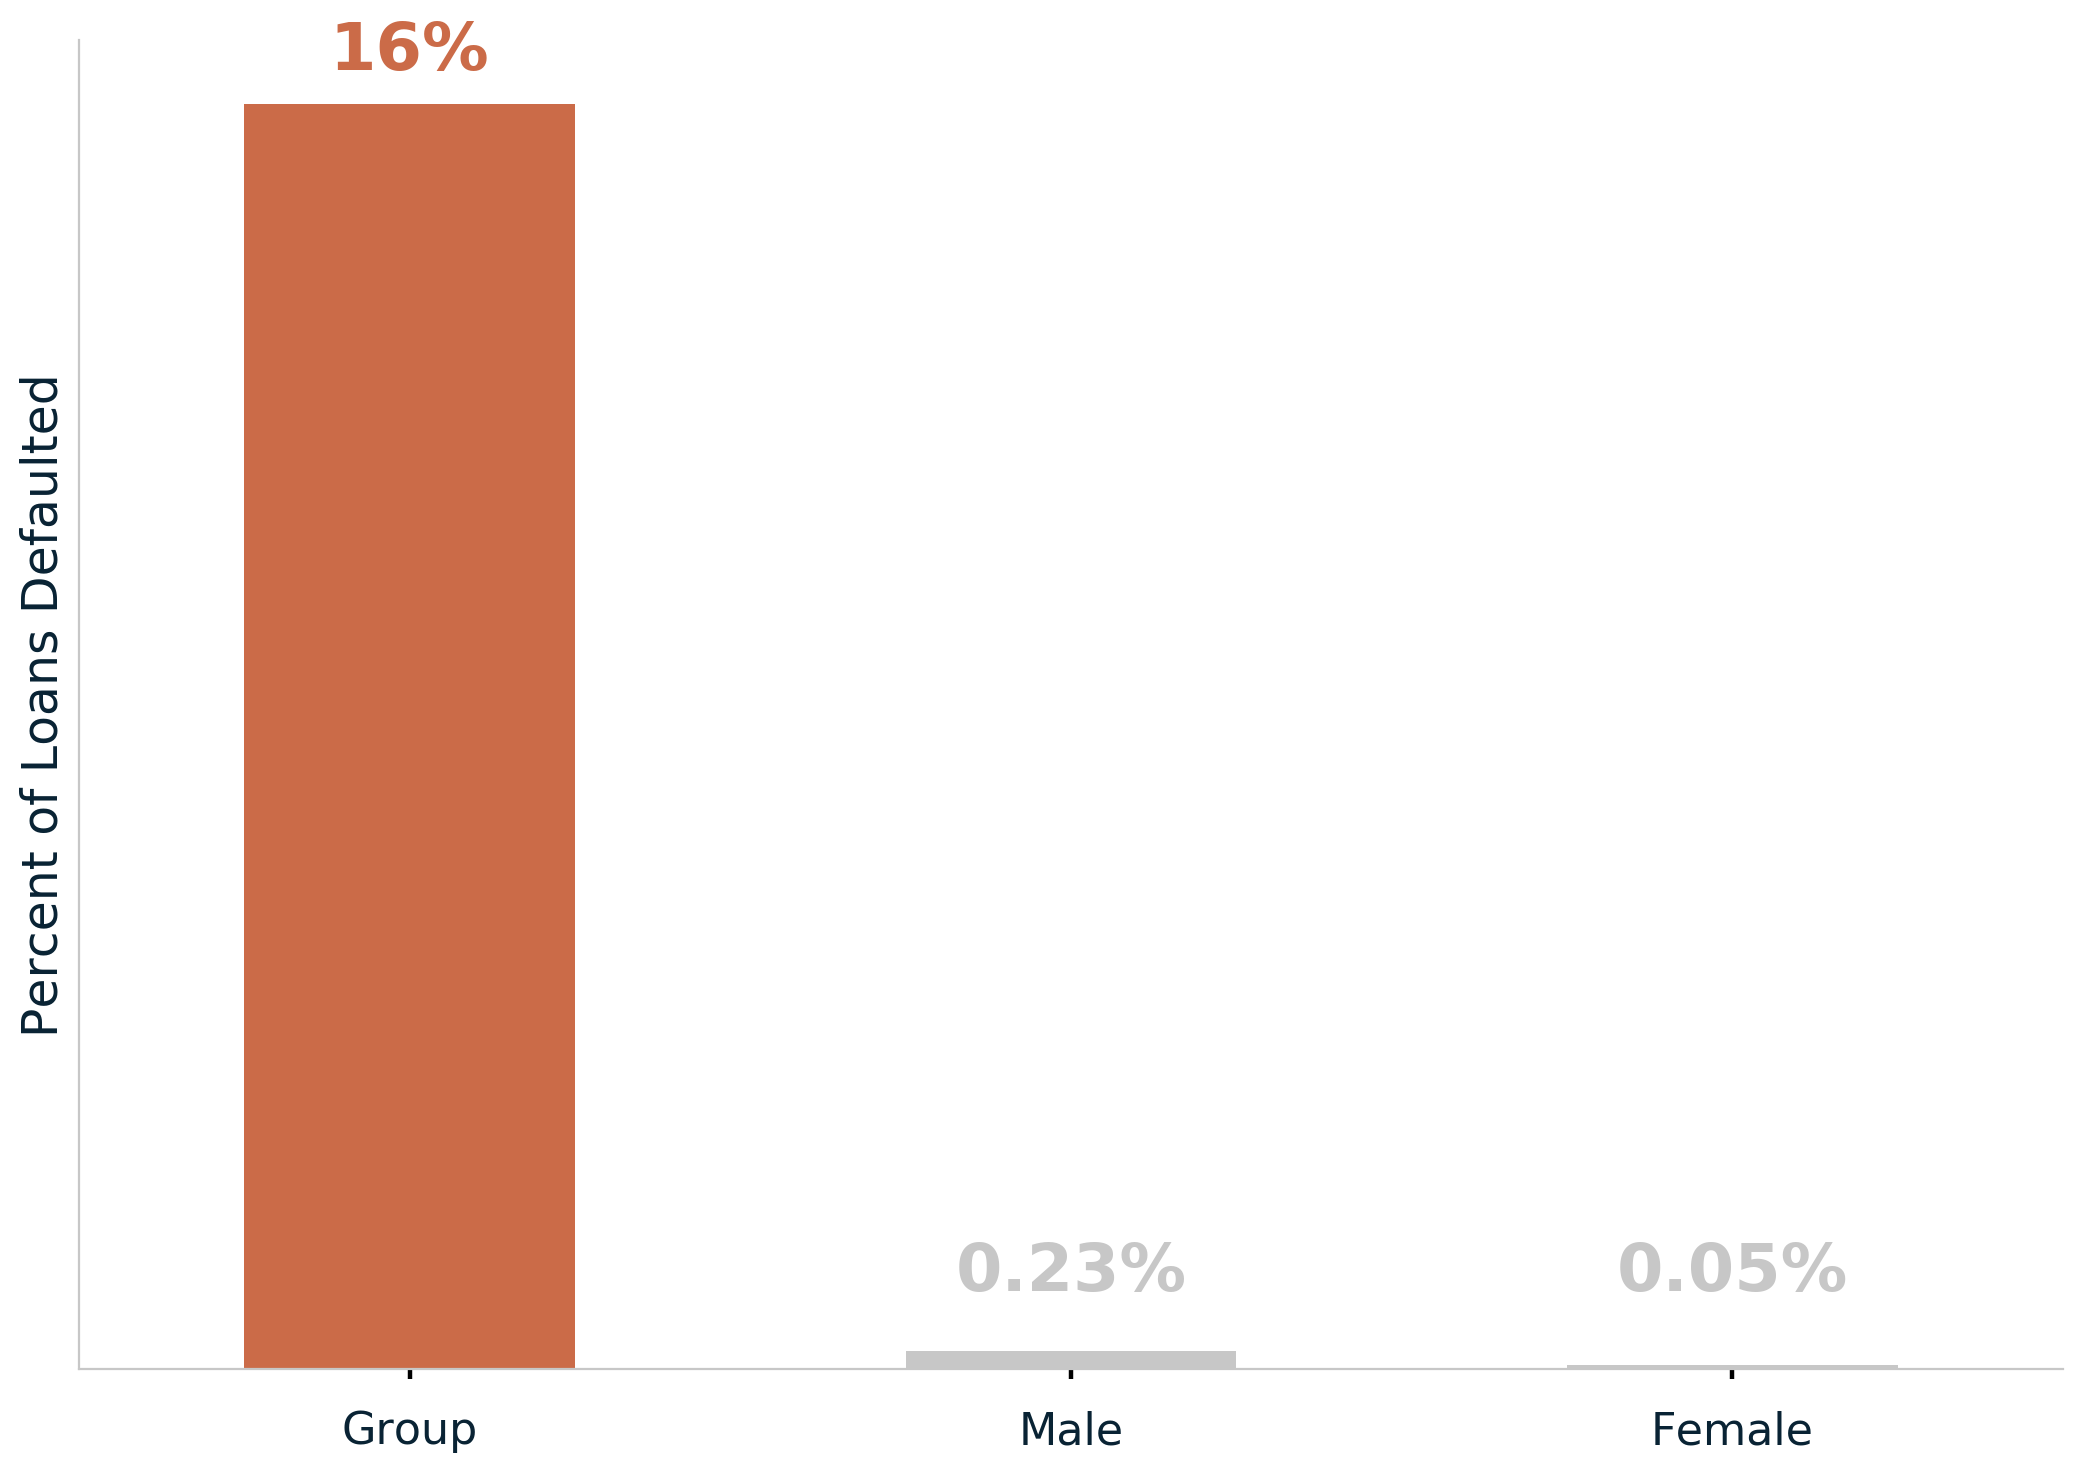 16%
Percent of Loans Defaulted
0.23%
0.05%
Group
Male
Female